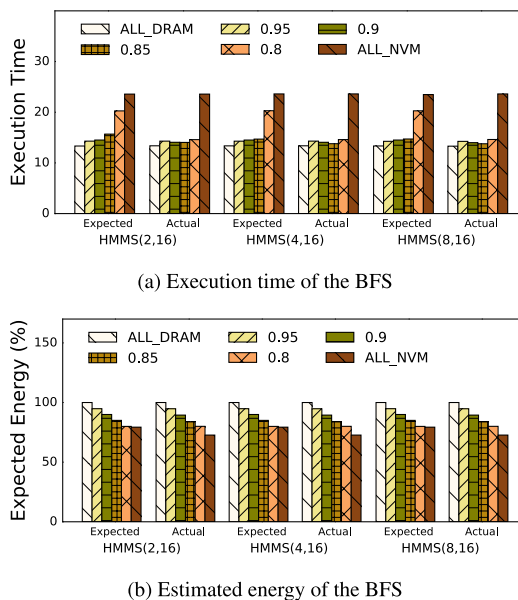 ALL_DRAM 0.95 0.9
0.85 0.8 ALL_NVM
Execution Time
30
20
10
0
Expected Actual Expected Actual Expected Actual
HMMS(2,16) HMMS(4,16) HMMS(8,16)
(a) Execution time of the BFS
ALL_DRAM 0.95 0.9
0.85 0.8 ALL_NVM
Expected Energy (%)
150
100
50
0
Expected Actual Expected Actual Expected Actual
HMMS(2,16) HMMS(4,16) HMMS(8,16)
(b) Estimated energy of the BFS